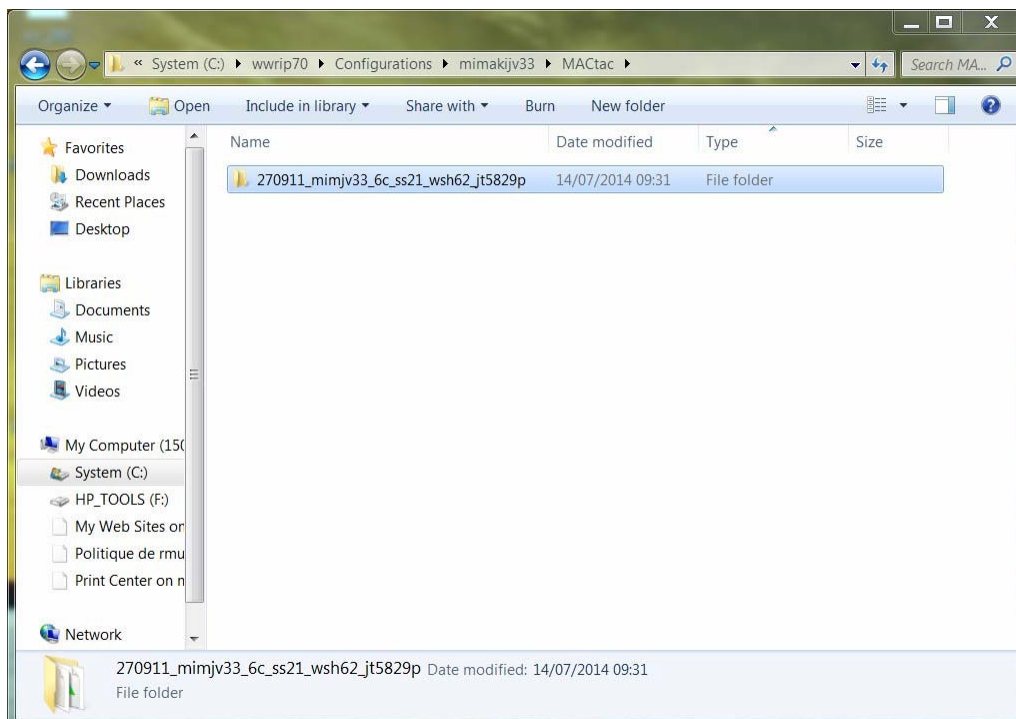 « System (C:) ▸ wwrip70 ▸ Configurations ▸ mimakijv33 ▸ MACtac ▸ Search MA...
Organize Open Include in library Share with Burn New folder
Name Date modified Type Size
270911_mimjv33_6c_ss21_wsh62_jt5829p 14/07/2014 09:31 File folder
Favorites
Downloads
Recent Places
Desktop
Libraries
Documents
Music
Pictures
Videos
My Computer (150
System (C:)
HP_TOOLS (F:)
My Web Sites on
Politique de rmu
Print Center on n
Network
270911_mimjv33_6c_ss21_wsh62_jt5829p Date modified: 14/07/2014 09:31
File folder